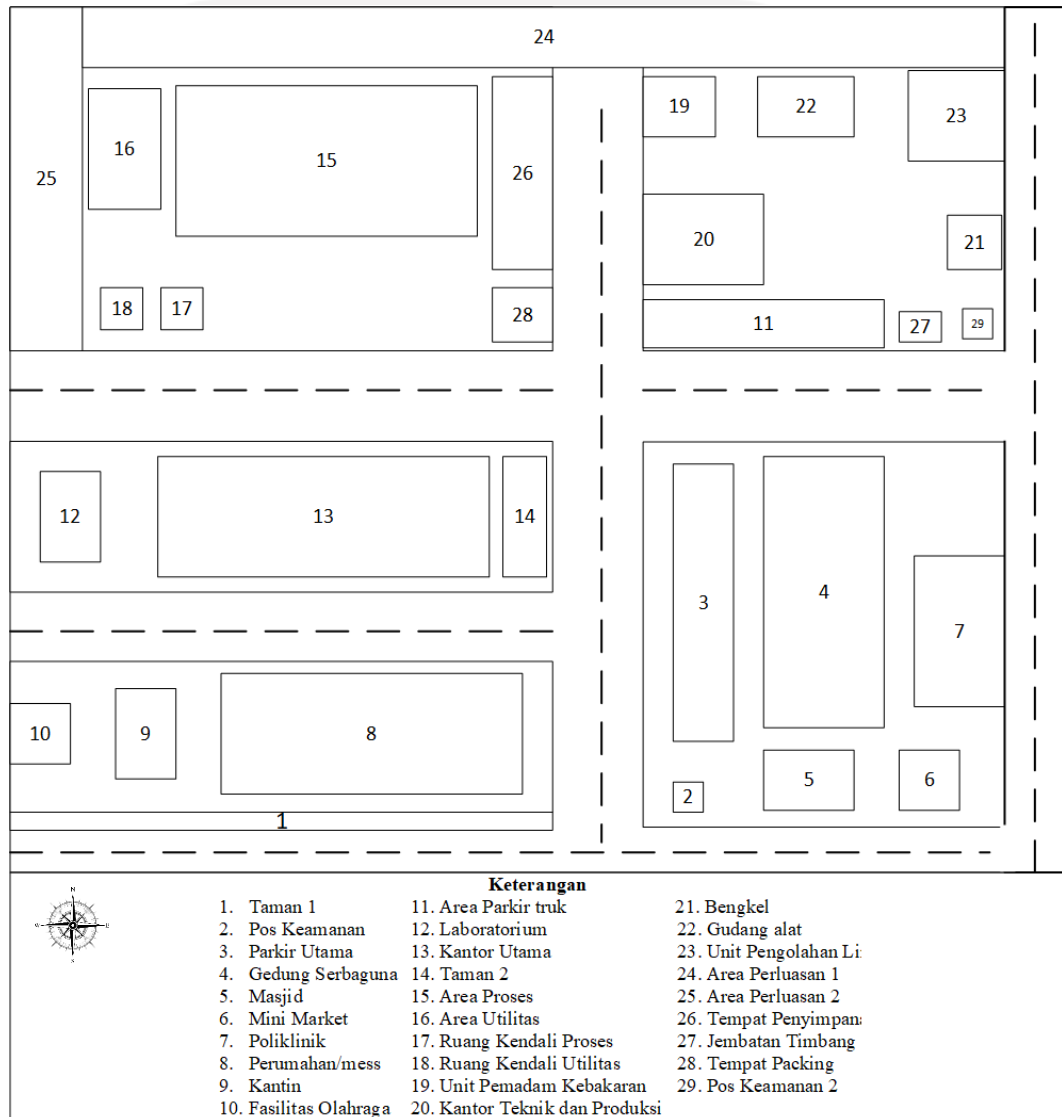 24
19
22
23
16
15
26
25
20
21
18
17
28
11
27
29
12
13
14
3
4
7
10
9
8
2
5
6
1
N
Keterangan
1. Taman 1
2. Pos Keamanan
3. Parkir Utama
4. Gedung Serbaguna
5. Masjid
6. Mini Market
7. Poliklinik
8. Perumahan/mess
9. Kantin
10. Fasilitas Olahraga
11. Area Parkir truk
12. Laboratorium
13. Kantor Utama
14. Taman 2
15. Area Proses
16. Area Utilitas
17. Ruang Kendali Proses
18. Ruang Kendali Utilitas
19. Unit Pemadam Kebakaran
20. Kantor Teknik dan Produksi
21. Bengkel
22. Gudang alat
23. Unit Pengolahan
24. Area Perluasan 1
25. Area Perluasan 2
26. Tempat
27. Jembatan Timbang
28. Tempat Packing
29. Pos Keamanan 2